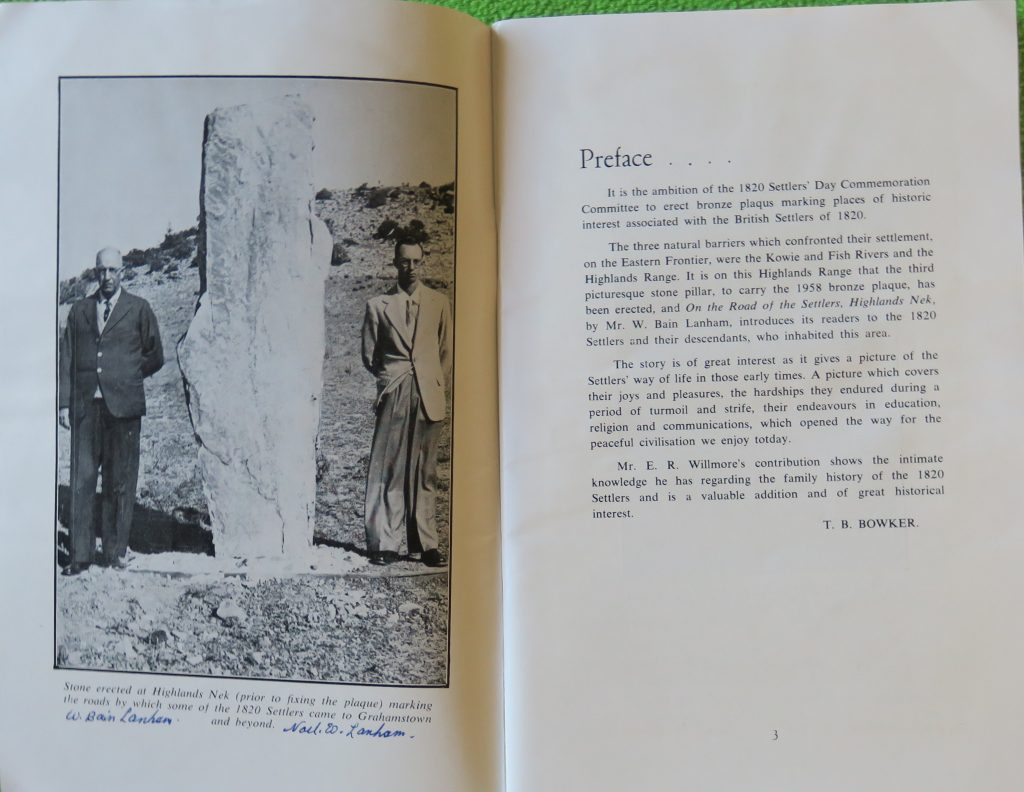 Stone erected at Highlands Nek (prior to fixing the plaque) marking
the roads by which some of the 1820 Settlers came to Grahamstown
and beyond.
W. Bain Lanham.
Noel. W. Lanham.
Preface . . . .
It is the ambition of the 1820 Settlers' Day Commemoration
Committee to erect bronze plaqus marking places of historic
interest associated with the British Settlers of 1820.
The three natural barriers which confronted their settlement,
on the Eastern Frontier, were the Kowie and Fish Rivers and the
Highlands Range. It is on this Highlands Range that the third
picturesque stone pillar, to carry the 1958 bronze plaque, has
been erected, and On the Road of the Settlers, Highlands Nek,
by Mr. W. Bain Lanham, introduces its readers to the 1820
Settlers and their descendants, who inhabited this area.
The story is of great interest as it gives a picture of the
Settlers' way of life in those early times. A picture which covers
their joys and pleasures, the hardships they endured during a
period of turmoil and strife, their endeavours in education,
religion and communications, which opened the way for the
peaceful civilisation we enjoy totday.
Mr. E. R. Willmore's contribution shows the intimate
knowledge he has regarding the family history of the 1820
Settlers and is a valuable addition and of great historical
interest.
T. B. BOWKER.
3